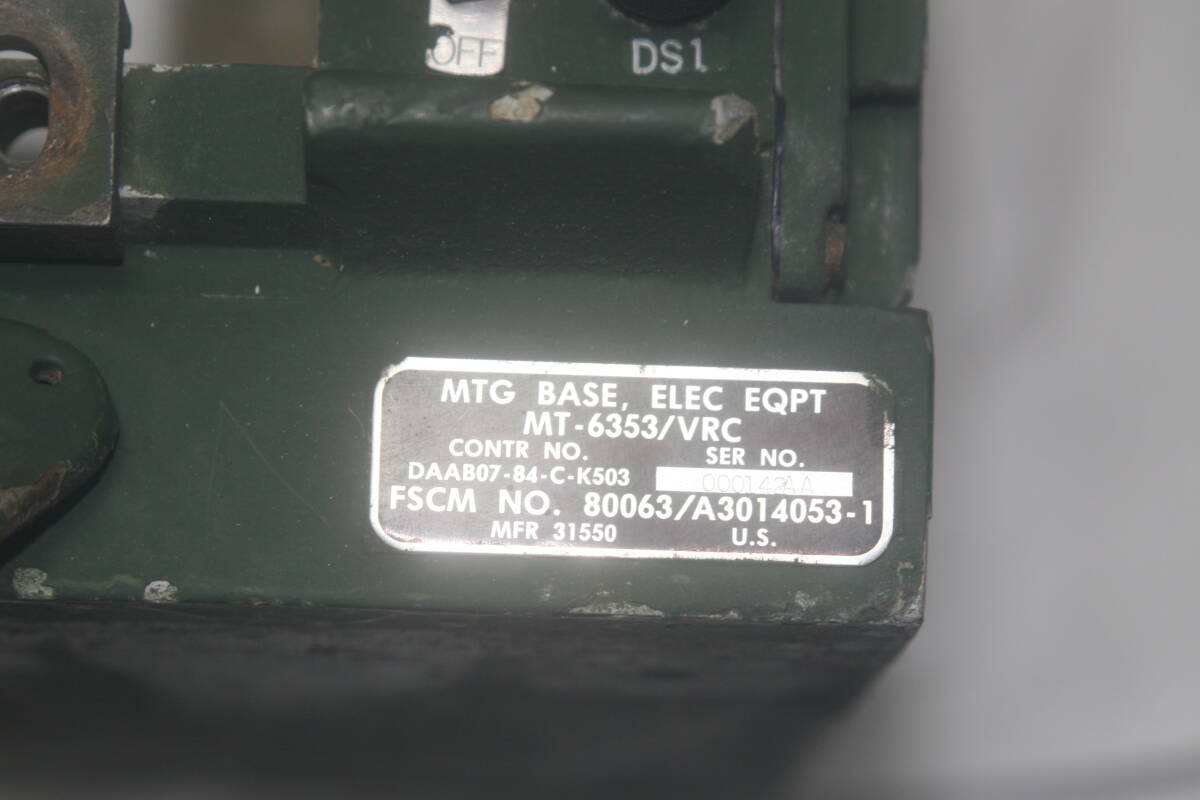 OFF
DS1
MTG BASE, ELEC EQPT
MT-6353/VRC
CONTR NO. SER NO.
DAAB07-84-C-K503 000142AA
FSCM NO. 80063/A3014053-1
MFR 31550 U.S.